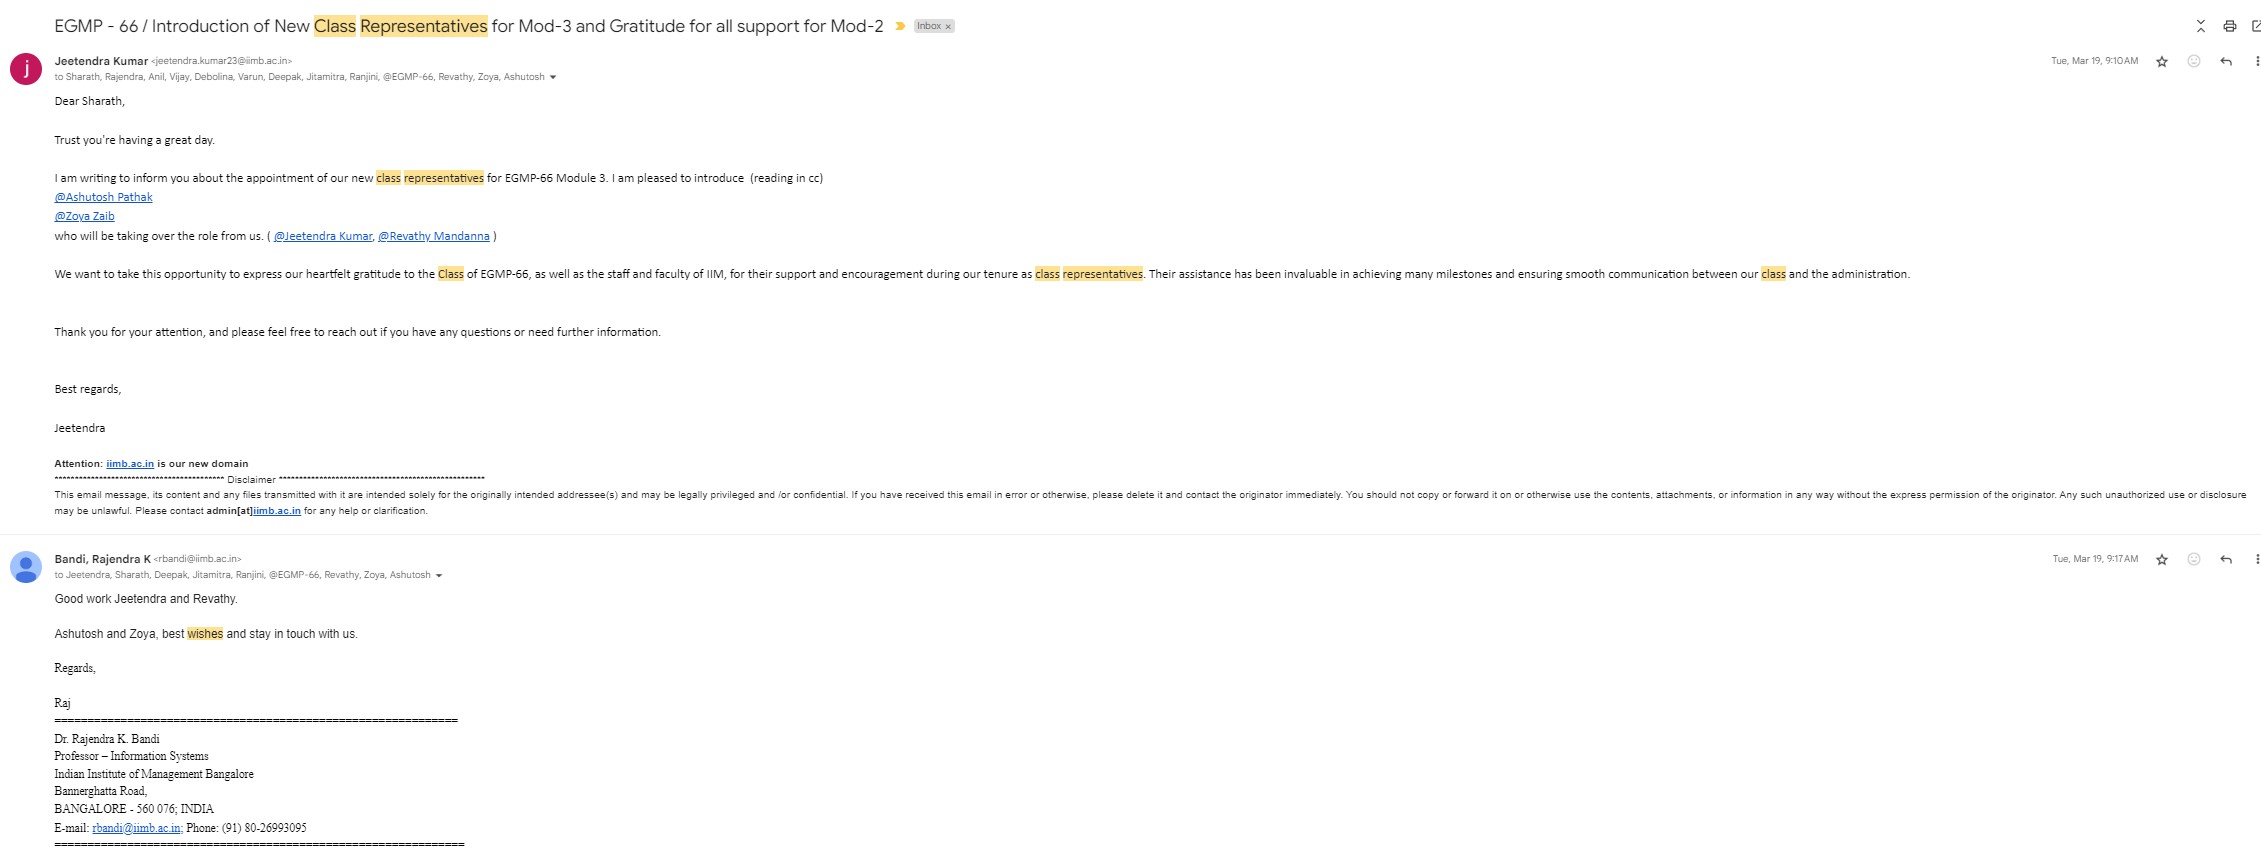 EGMP - 66 / Introduction of New Class Representatives for Mod-3 and Gratitude for all support for Mod-2 Inbox ×
j
Jeetendra Kumar <jeetendra.kumar23@iimb.ac.in>
Tue, Mar 19, 9:10 AM
to Sharath, Rajendra, Anil, Vijay, Debolina, Varun, Deepak, Jitamitra, Ranjini, @EGMP-66, Revathy, Zoya, Ashutosh
Dear Sharath,
Trust you're having a great day.
I am writing to inform you about the appointment of our new class representatives for EGMP-66 Module 3. I am pleased to introduce (reading in cc)
@Ashutosh Pathak
@Zoya Zaib
who will be taking over the role from us. ( @Jeetendra Kumar, @Revathy Mandanna )
We want to take this opportunity to express our heartfelt gratitude to the Class of EGMP-66, as well as the staff and faculty of IIM, for their support and encouragement during our tenure as class representatives. Their assistance has been invaluable in achieving many milestones and ensuring smooth communication between our class and the administration.
Thank you for your attention, and please feel free to reach out if you have any questions or need further information.
Best regards,
Jeetendra
Attention: iimb.ac.in is our new domain
****************************************** Disclaimer ***************************************************
This email message, its content and any files transmitted with it are intended solely for the originally intended addressee(s) and may be legally privileged and /or confidential. If you have received this email in error or otherwise, please delete it and contact the originator immediately. You should not copy or forward it on or otherwise use the contents, attachments, or information in any way without the express permission of the originator. Any such unauthorized use or disclosure
may be unlawful. Please contact admin[at]iimb.ac.in for any help or clarification.
Bandi, Rajendra K <rbandi@iimb.ac.in>
Tue, Mar 19, 9:17 AM
to Jeetendra, Sharath, Deepak, Jitamitra, Ranjini, @EGMP-66, Revathy, Zoya, Ashutosh
Good work Jeetendra and Revathy.
Ashutosh and Zoya, best wishes and stay in touch with us.
Regards,
Raj
==============================================================
Dr. Rajendra K. Bandi
Professor – Information Systems
Indian Institute of Management Bangalore
Bannerghatta Road,
BANGALORE - 560 076; INDIA
E-mail: rbandi@iimb.ac.in; Phone: (91) 80-26993095
===============================================================